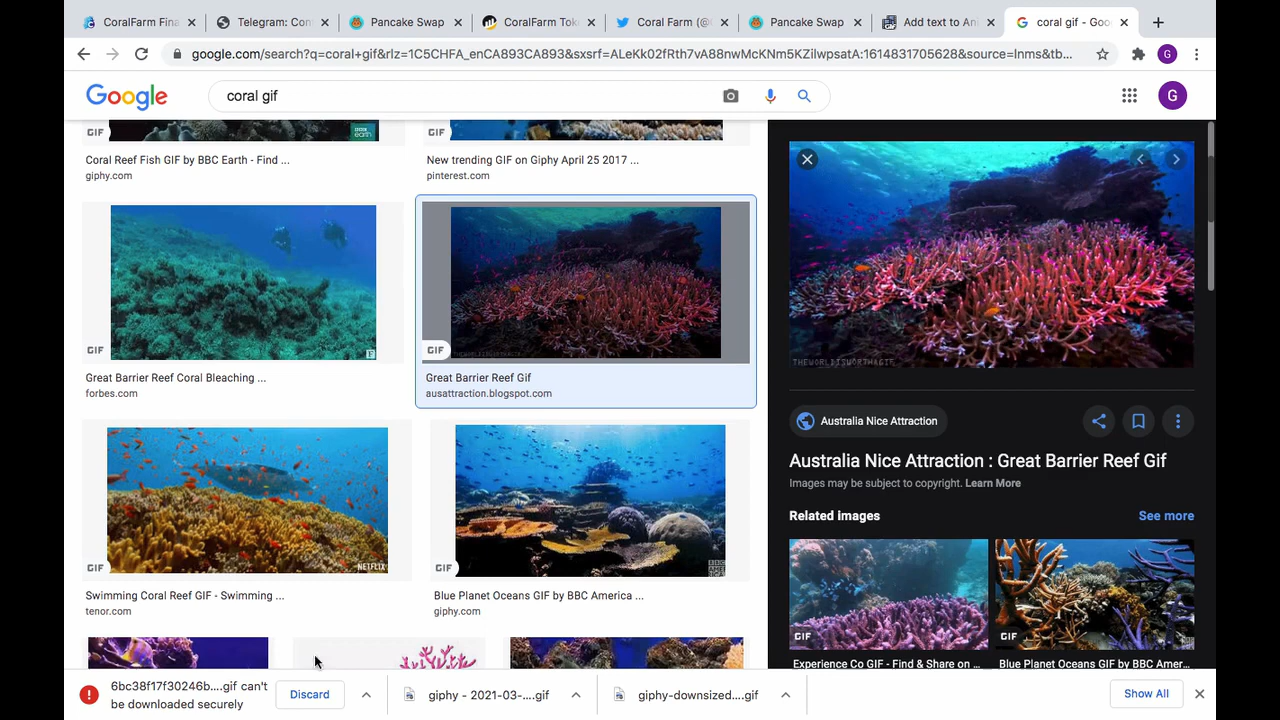 CoralFarm Fina
Telegram: Con
Pancake Swap
CoralFarm Tok
Coral Farm (@
Pancake Swap
Add text to Ani
coral gif - Goo
google.com/search?q=coral+gif&rlz=1C5CHFA_enCA893CA893&sxsrf=ALeKk02fRth7vA88nwMcKNm5KZilwpsatA:1614831705628&source=lnms&tb...
G
Google
coral gif
G
GIF
BBC earth
GIF
Coral Reef Fish GIF by BBC Earth - Find ...
giphy.com
New trending GIF on Giphy April 25 2017 ...
pinterest.com
GIF
GIF
THEWORLDISWORTHAGIF
Great Barrier Reef Coral Bleaching ...
forbes.com
Great Barrier Reef Gif
ausattraction.blogspot.com
Australia Nice Attraction
Australia Nice Attraction : Great Barrier Reef Gif
Images may be subject to copyright. Learn More
Related images
See more
GIF
NETFLIX
GIF
Swimming Coral Reef GIF - Swimming ...
tenor.com
Blue Planet Oceans GIF by BBC America ...
giphy.com
GIF
GIF
Experience Co GIF - Find & Share on ...
Blue Planet Oceans GIF by BBC Amer...
6bc38f17f30246b....gif can't
be downloaded securely
Discard
giphy - 2021-03-....gif
giphy-downsized....gif
Show All